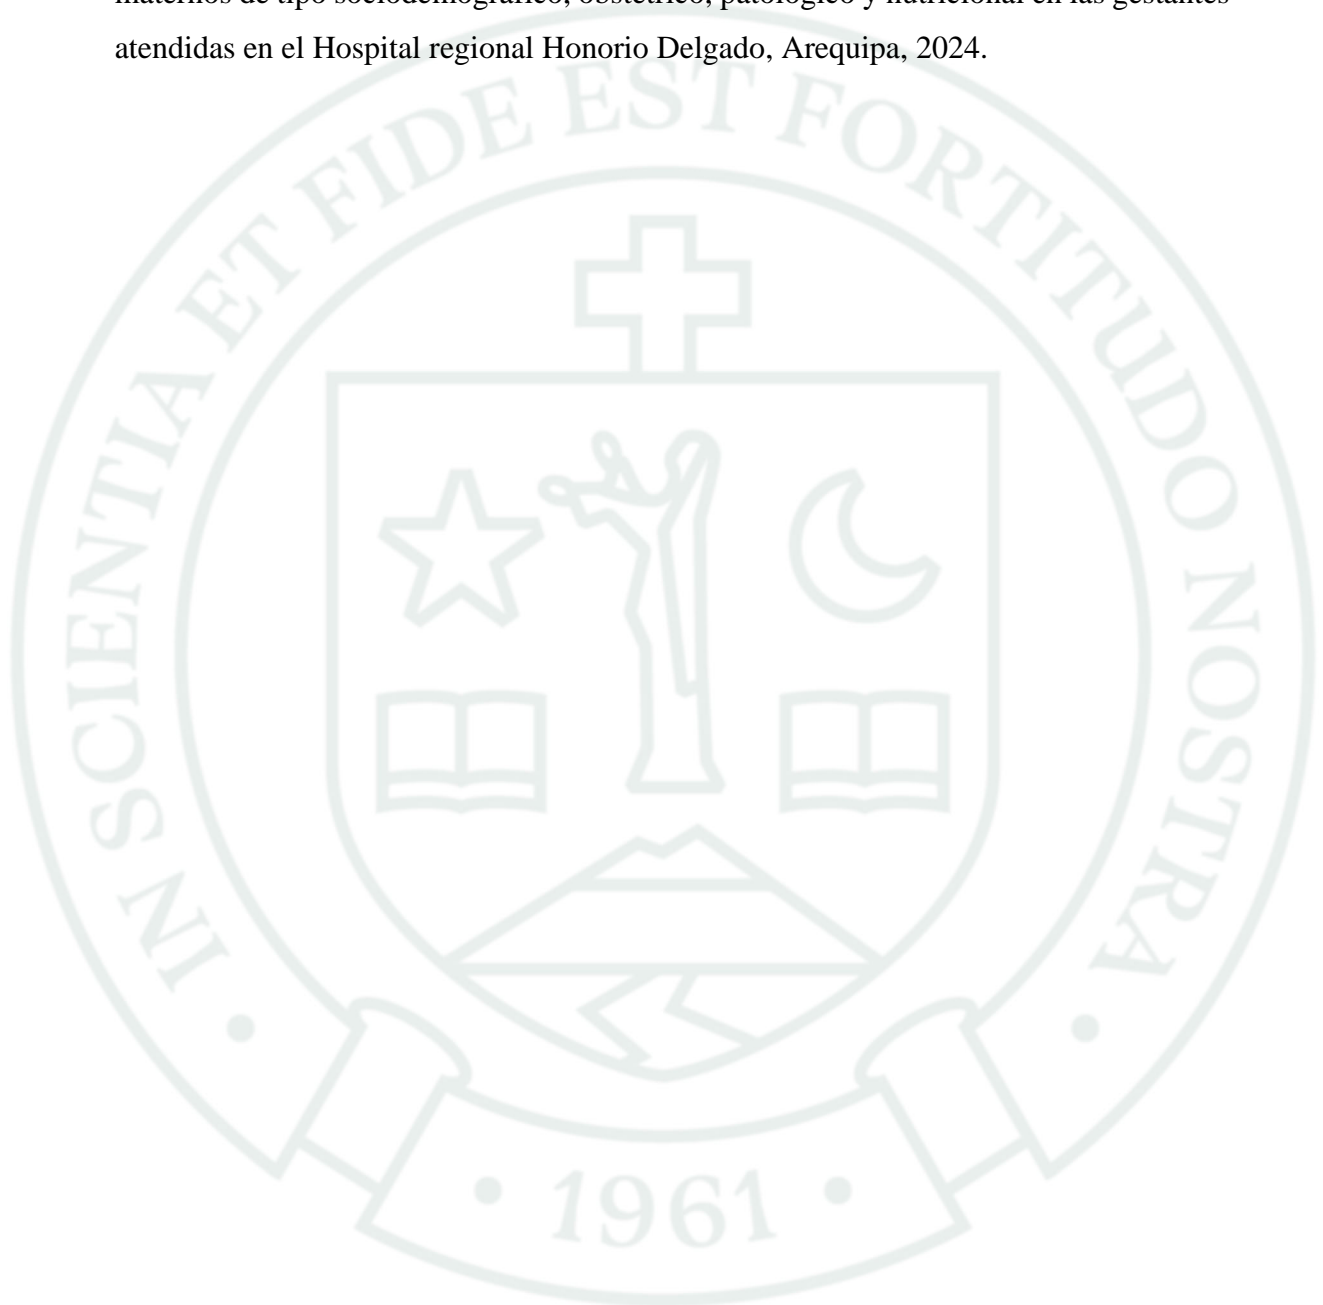 maternos de tipo sociodemográfico, obstétrico, patológico y nutricional en las gestantes
atendidas en el Hospital regional Honorio Delgado, Arequipa, 2024.
IN SCIENTIA ET FIDE EST FORTITUDO NOSTRA
• 1961 •